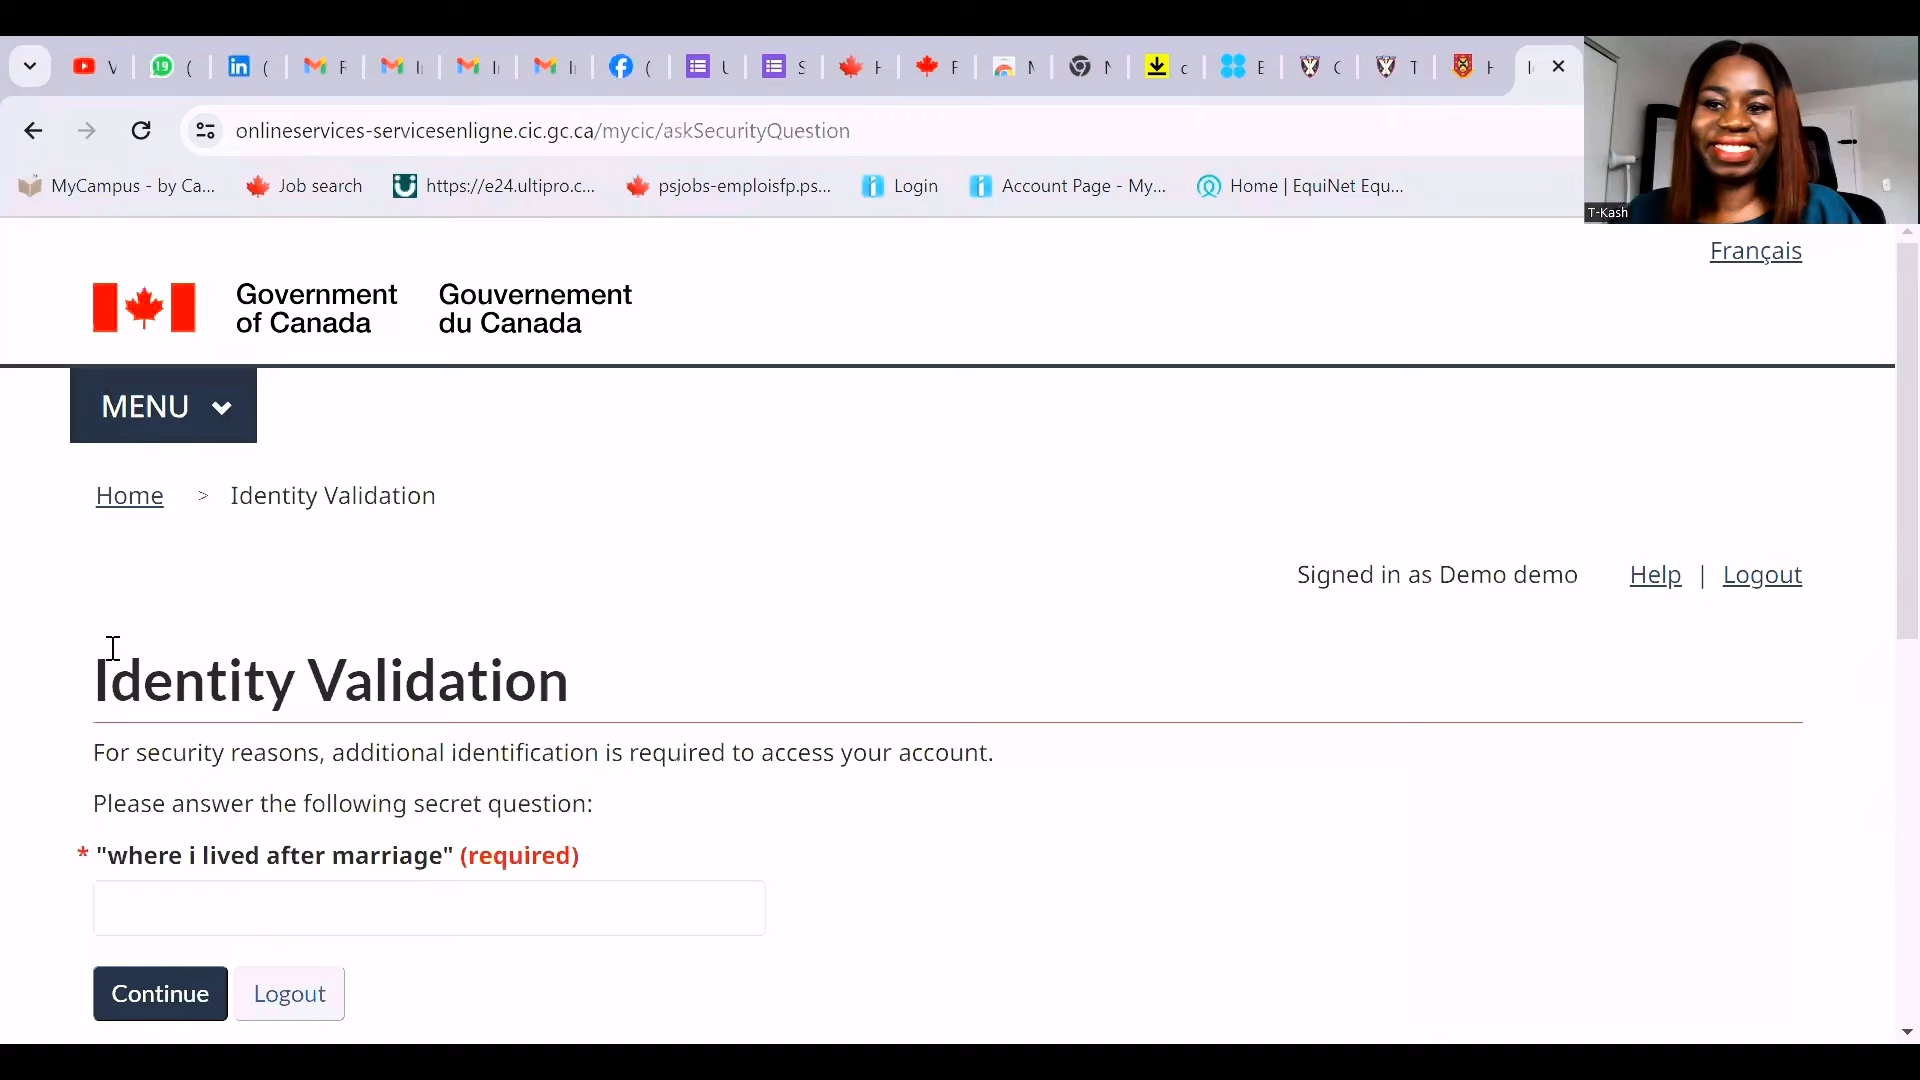 onlineservices-servicesenligne.cic.gc.ca/mycic/askSecurityQuestion
MyCampus - by Ca...
Job search
https://e24.ultipro.c...
psjobs-emploisfp.ps...
Login
Account Page - My...
Home | EquiNet Equ...
T-Kash
Français
Government of Canada
Gouvernement du Canada
MENU
Home > Identity Validation
Signed in as Demo demo
Help | Logout
Identity Validation
For security reasons, additional identification is required to access your account.
Please answer the following secret question:
* "where i lived after marriage" (required)
Continue
Logout